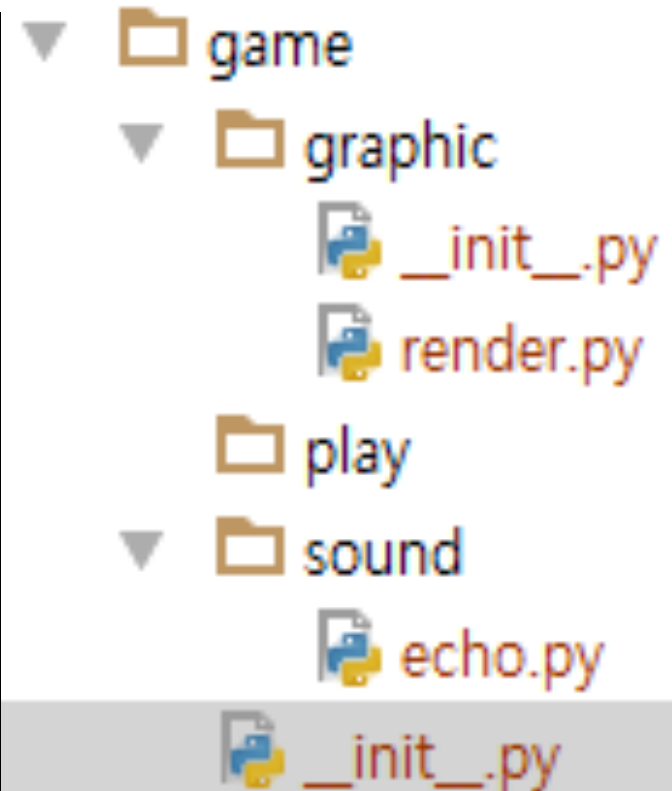 game
graphic
__init__.py
render.py
play
sound
echo.py
__init__.py